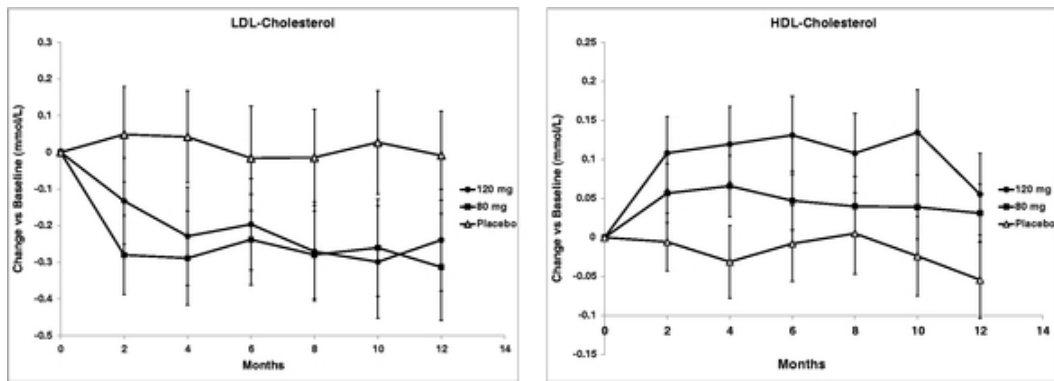 LDL-Cholesterol
0.3
0.2
0.1
0
-0.1
-0.2
-0.3
-0.4
-0.5
Change vs Baseline (mmol/L)
0 2 4 6 8 10 12 14
Months
120 mg
80 mg
Placebo
HDL-Cholesterol
0.25
0.2
0.15
0.1
0.05
0
-0.05
-0.1
-0.15
Change vs Baseline (mmol/L)
0 2 4 6 8 10 12 14
Months
120 mg
80 mg
Placebo